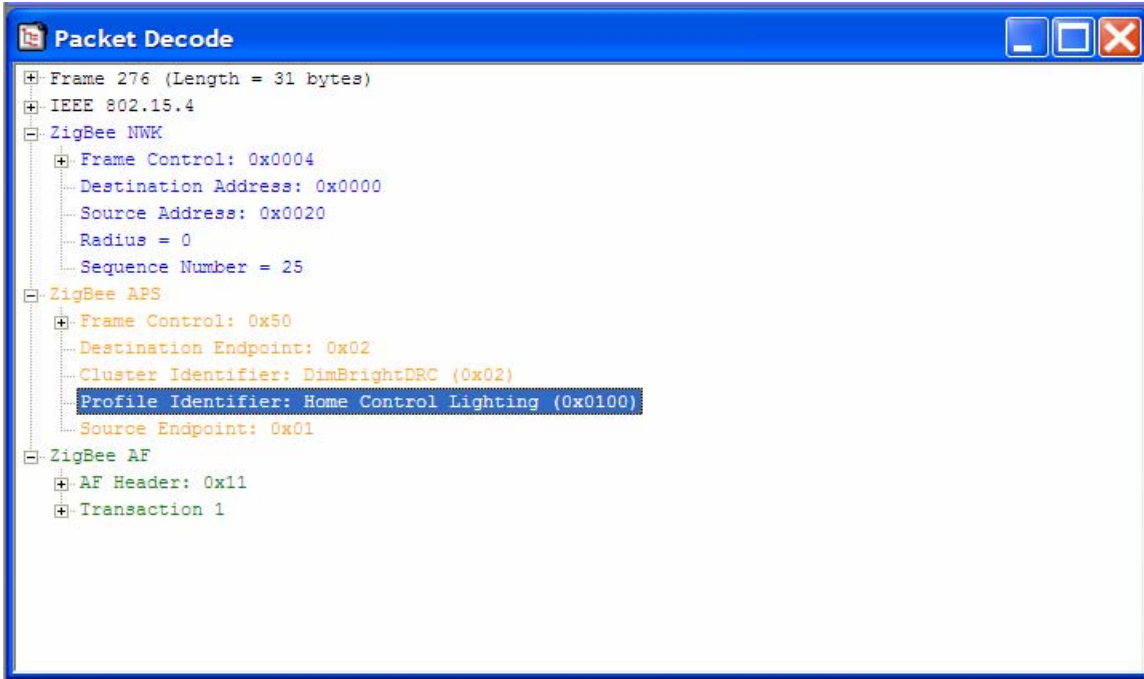 Packet Decode
Frame 276 (Length = 31 bytes)
IEEE 802.15.4
ZigBee NWK
Frame Control: 0x0004
Destination Address: 0x0000
Source Address: 0x0020
Radius = 0
Sequence Number = 25
ZigBee APS
Frame Control: 0x50
Destination Endpoint: 0x02
Cluster Identifier: DimBrightDRC (0x02)
Profile Identifier: Home Control Lighting (0x0100)
Source Endpoint: 0x01
ZigBee AF
AF Header: 0x11
Transaction 1